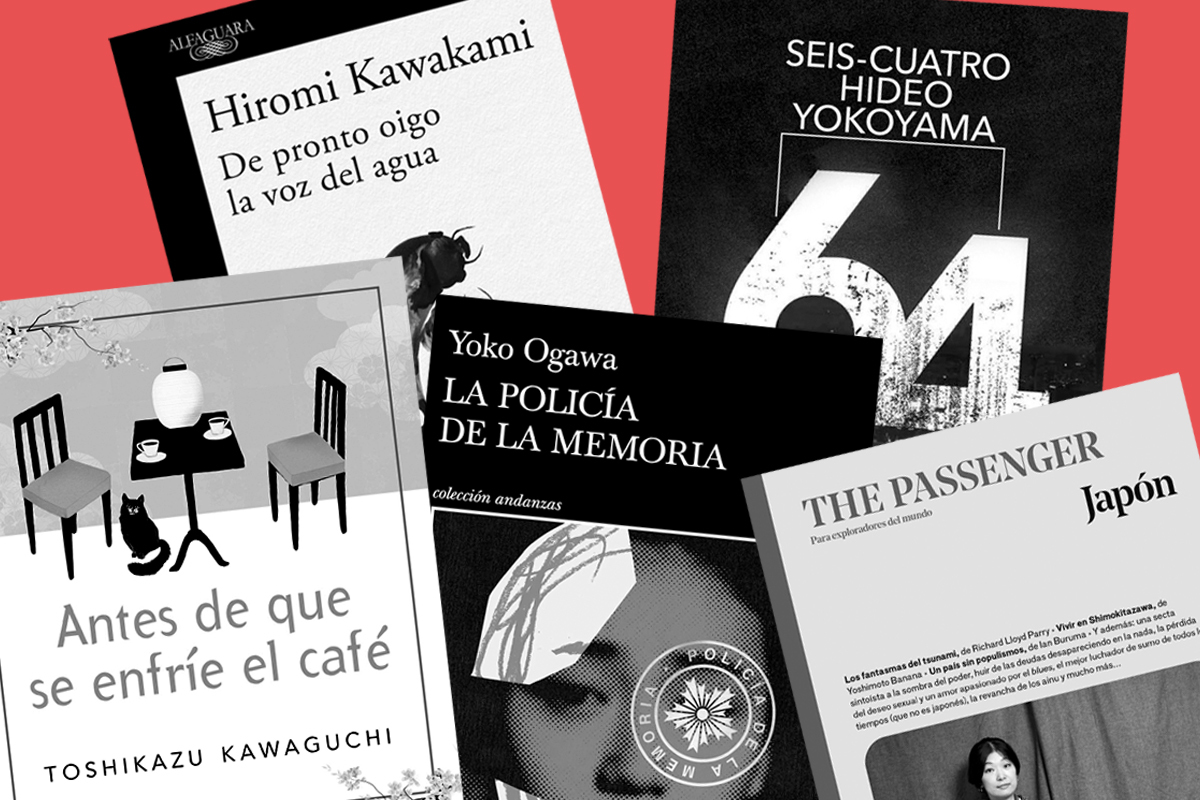 ALFAGUARA
Hiromi Kawakami
De pronto oigo
la voz del agua
SEIS-CUATRO
HIDEO
YOKOYAMA
64
Antes de que
se enfríe el café
TOSHIKAZU KAWAGUCHI
Yoko Ogawa
LA POLICÍA
DE LA MEMORIA
colección andanzas
POLICÍA DE LA MEMORIA
THE PASSENGER
Para exploradores del mundo
Japón
Los fantasmas del tsunami, de Richard Lloyd Parry · Vivir en Shimokitazawa, de
Yoshimoto Banana · Un país sin populismos, de Ian Buruma · Y además: una secta
sintoísta a la sombra del poder, huir de las deudas desapareciendo en la nada, la pérdida
del deseo sexual y un amor apasionado por el blues, el mejor luchador de sumo de todos
tiempos (que no es japonés), la revancha de los ainu y mucho más...